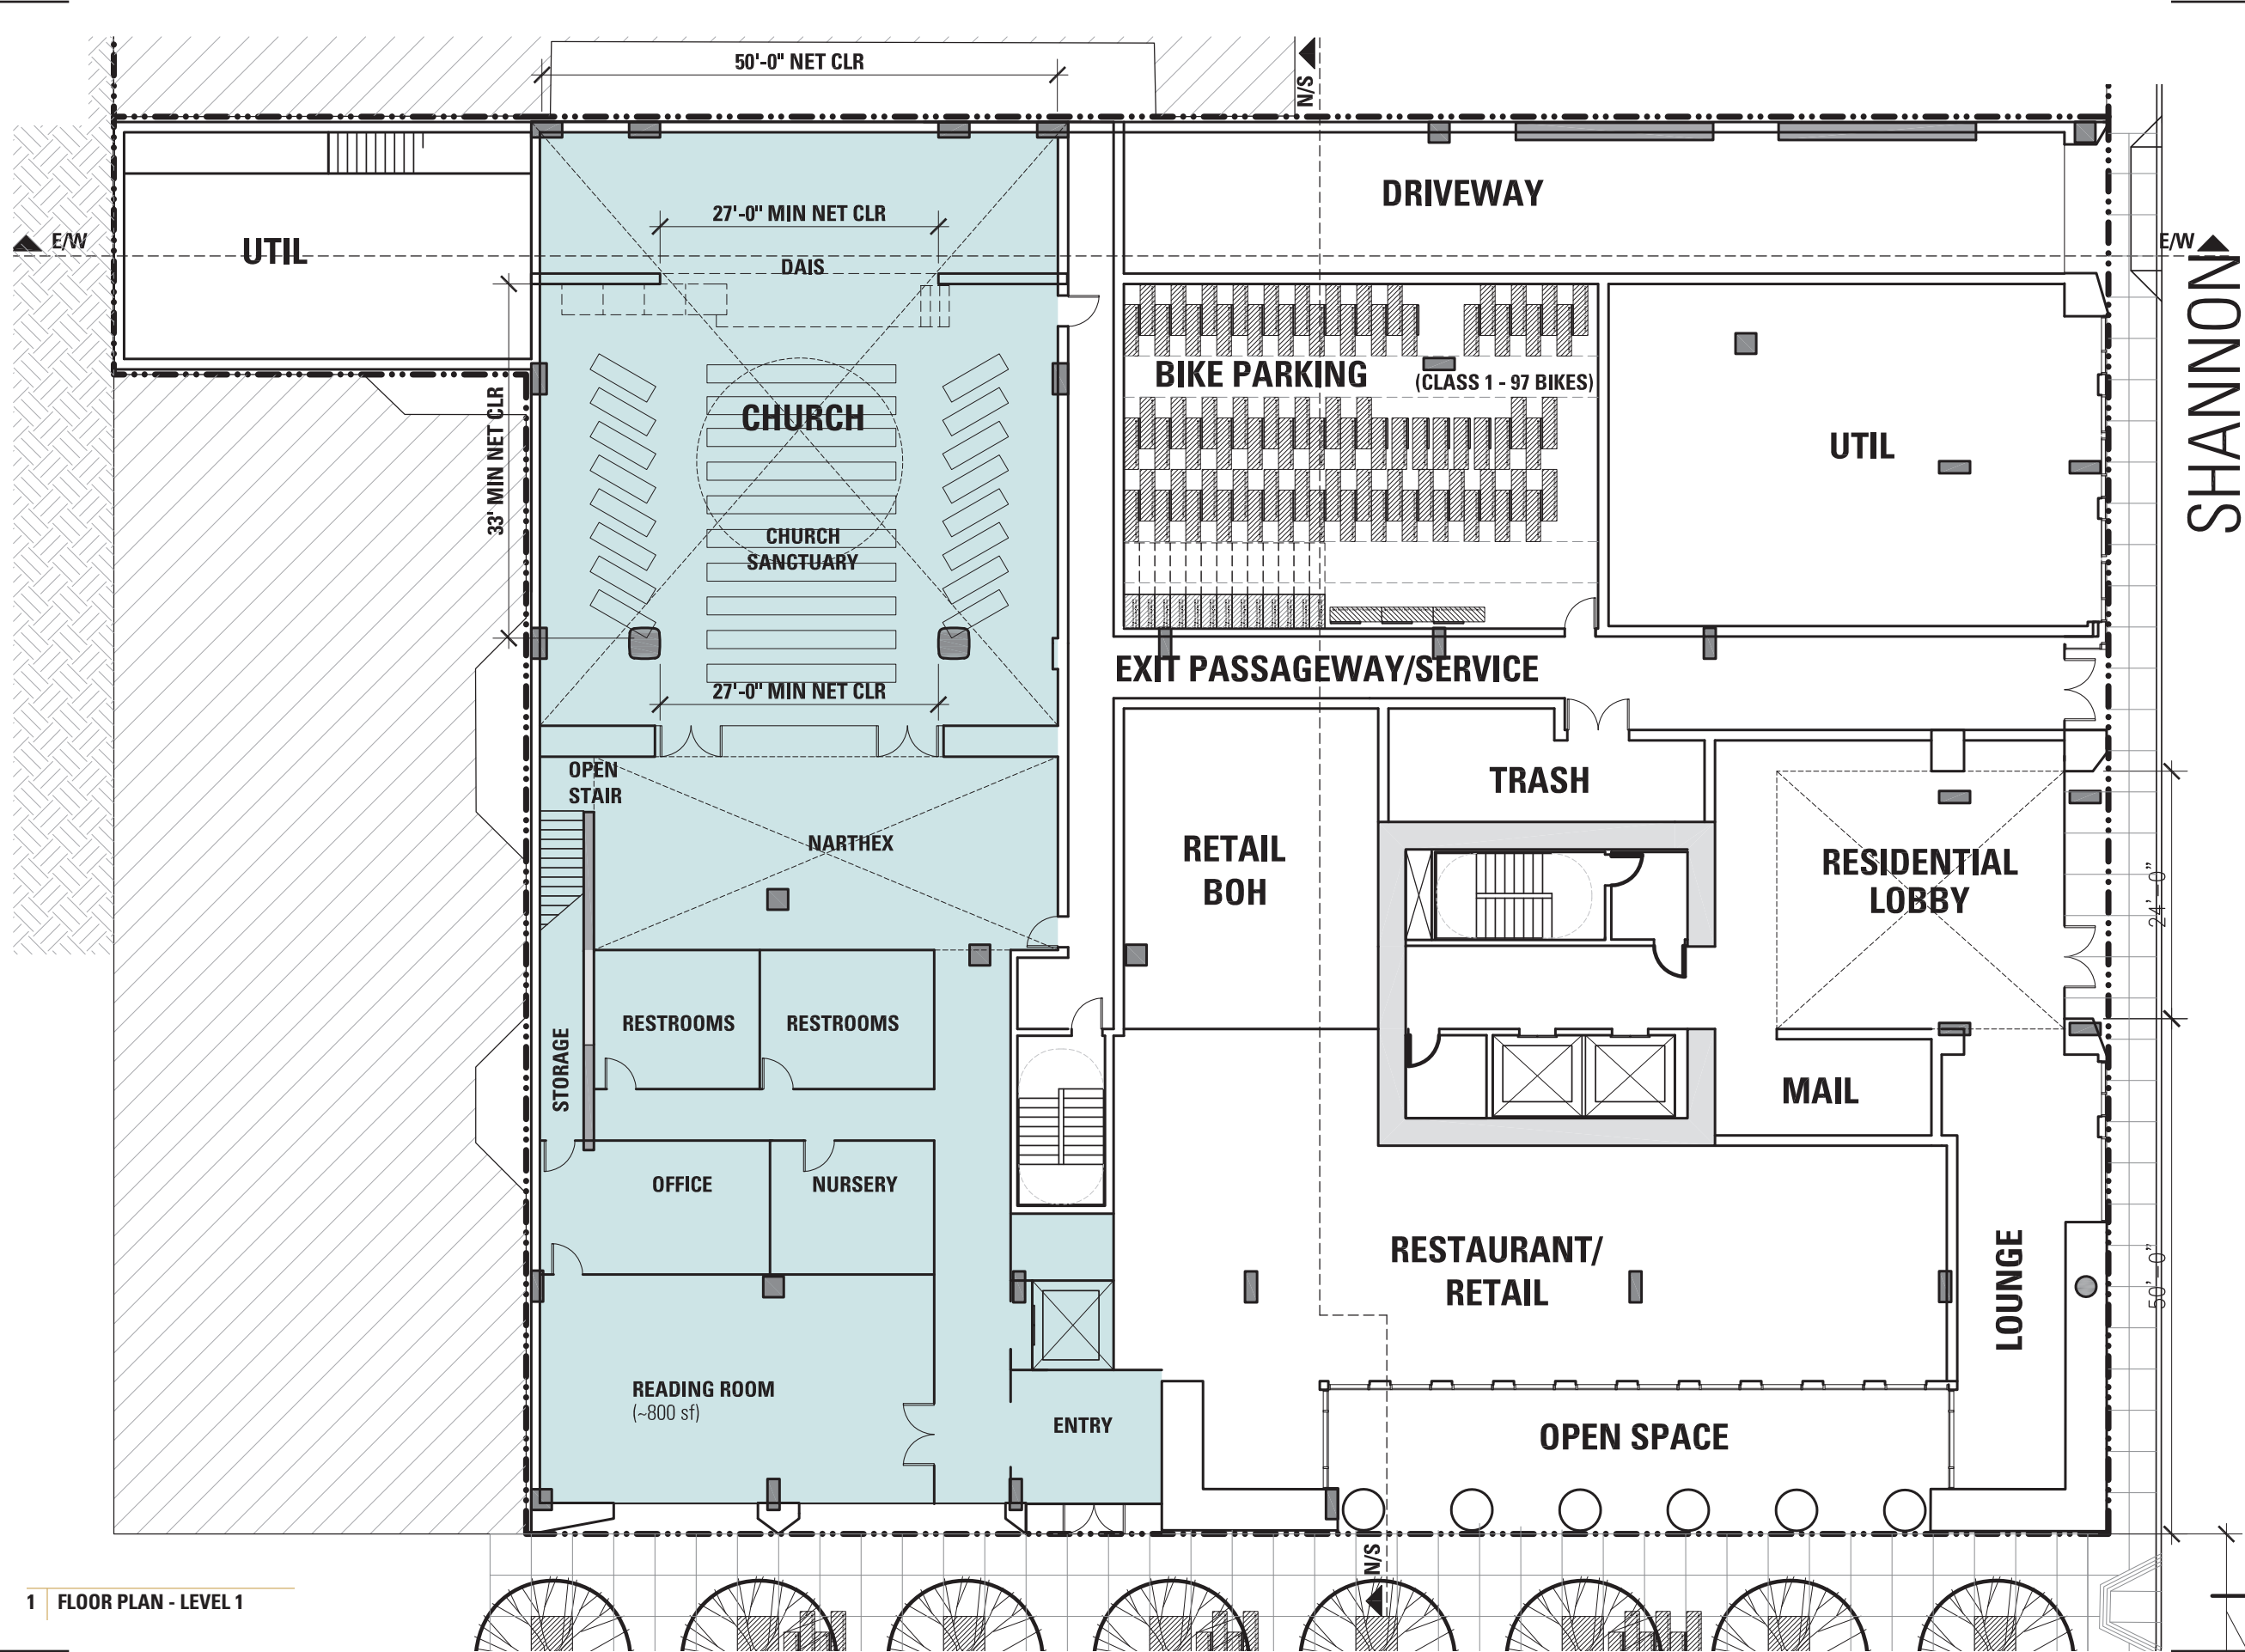 50'-0" NET CLR
N/S
DRIVEWAY
27'-0" MIN NET CLR
E/W
UTIL
E/W
DAIS
SHANNON
BIKE PARKING
(CLASS 1 - 97 BIKES)
33' MIN NET CLR
CHURCH
UTIL
CHURCH
SANCTUARY
EXIT PASSAGEWAY/SERVICE
27'-0" MIN NET CLR
OPEN
STAIR
TRASH
NARTHEX
RETAIL
BOH
RESIDENTIAL
LOBBY
24'-0"
RESTROOMS
RESTROOMS
STORAGE
MAIL
OFFICE
NURSERY
RESTAURANT/
RETAIL
LOUNGE
50'-0"
READING ROOM
(~800 sf)
ENTRY
OPEN SPACE
N/S
1 FLOOR PLAN - LEVEL 1